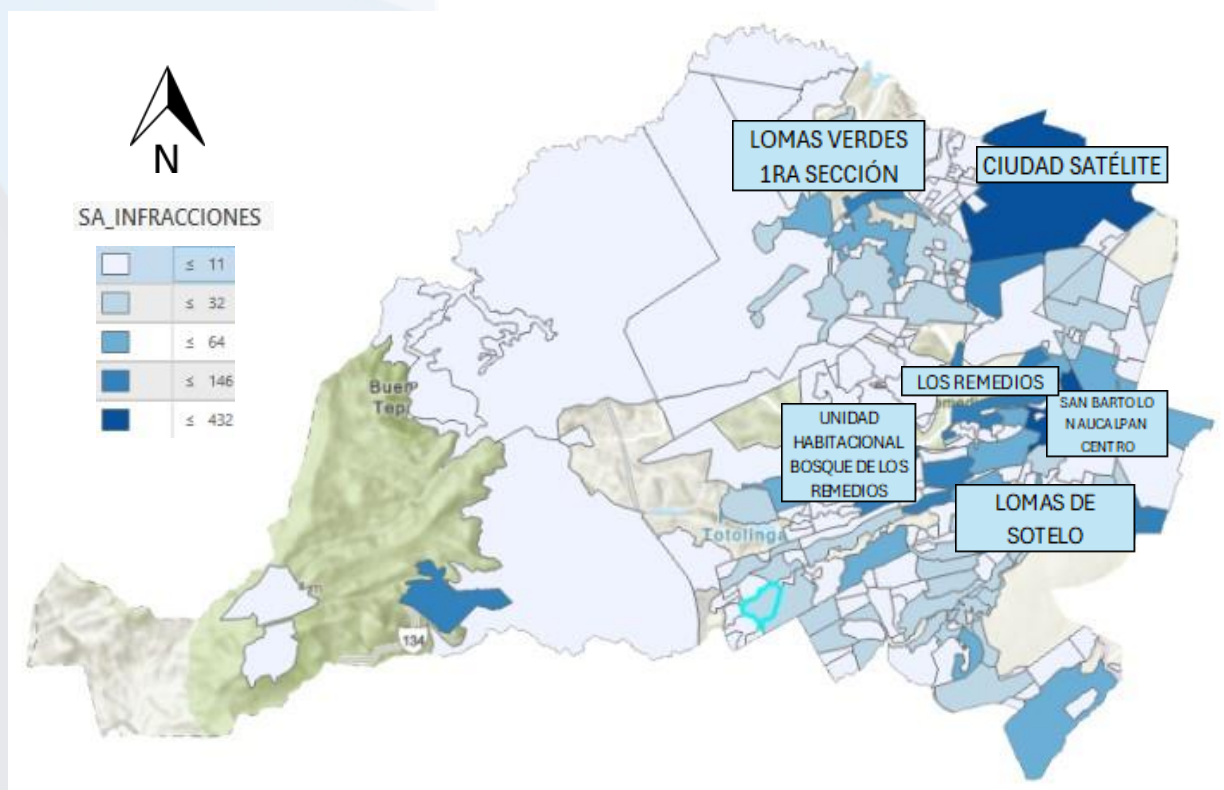 N
SA_INFRACCIONES
≤ 11
≤ 32
≤ 64
≤ 146
≤ 432
LOMAS VERDES
1RA SECCIÓN
CIUDAD SATÉLITE
LOS REMEDIOS
SAN BARTOLO
NAUCALPAN
CENTRO
UNIDAD
HABITACIONAL
BOSQUE DE LOS
REMEDIOS
LOMAS DE
SOTELO
Totolinga
134